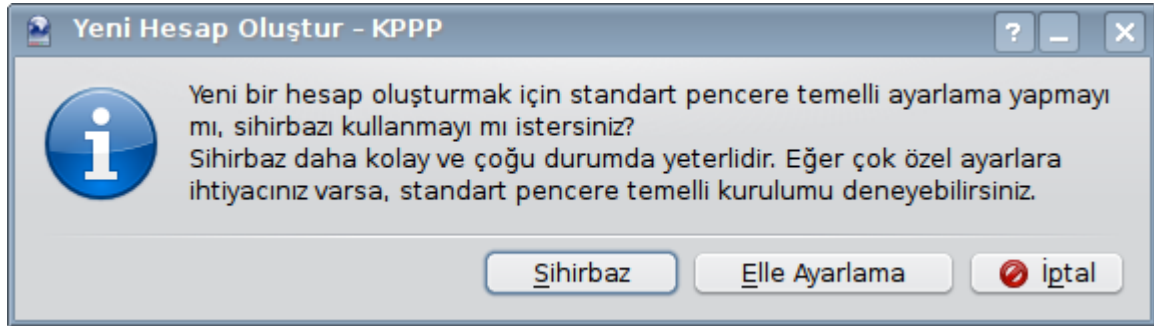 Yeni Hesap Oluştur - KPPP
Yeni bir hesap oluşturmak için standart pencere temelli ayarlama yapmayı
mı, sihirbazı kullanmayı mı istersiniz?
Sihirbaz daha kolay ve çoğu durumda yeterlidir. Eğer çok özel ayarlara
ihtiyacınız varsa, standart pencere temelli kurulumu deneyebilirsiniz.
Sihirbaz Elle Ayarlama İptal